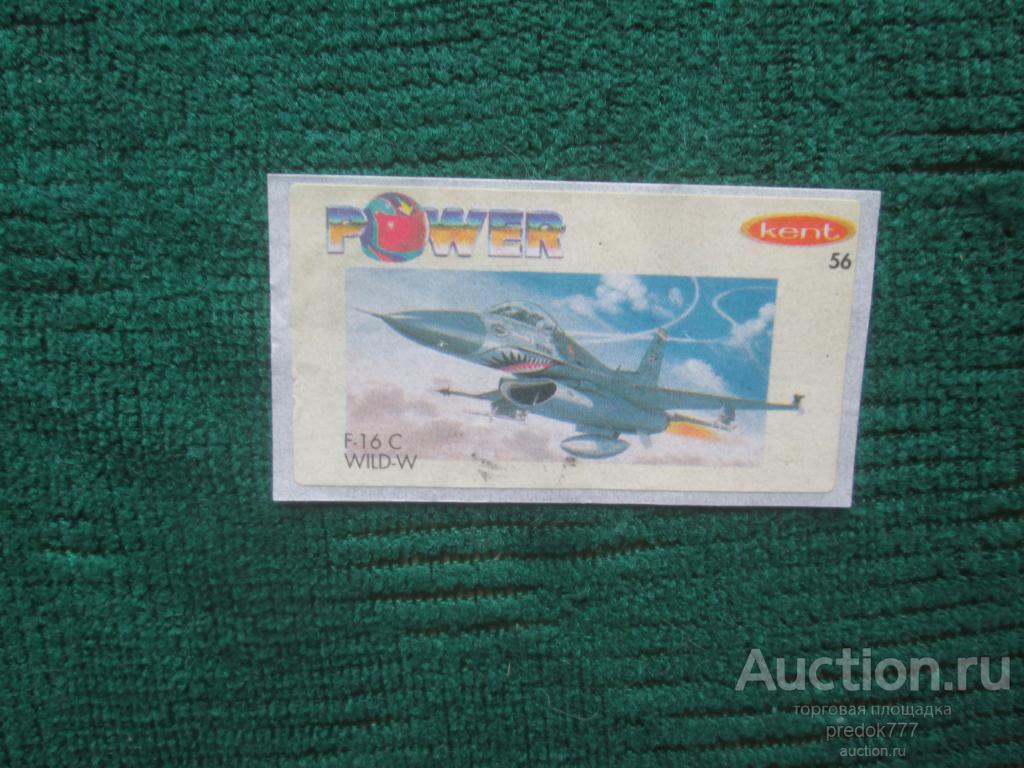 POWER
kent
56
F-16 C
WILD-W
Auction.ru
торговая площадка
predok777
auction.ru